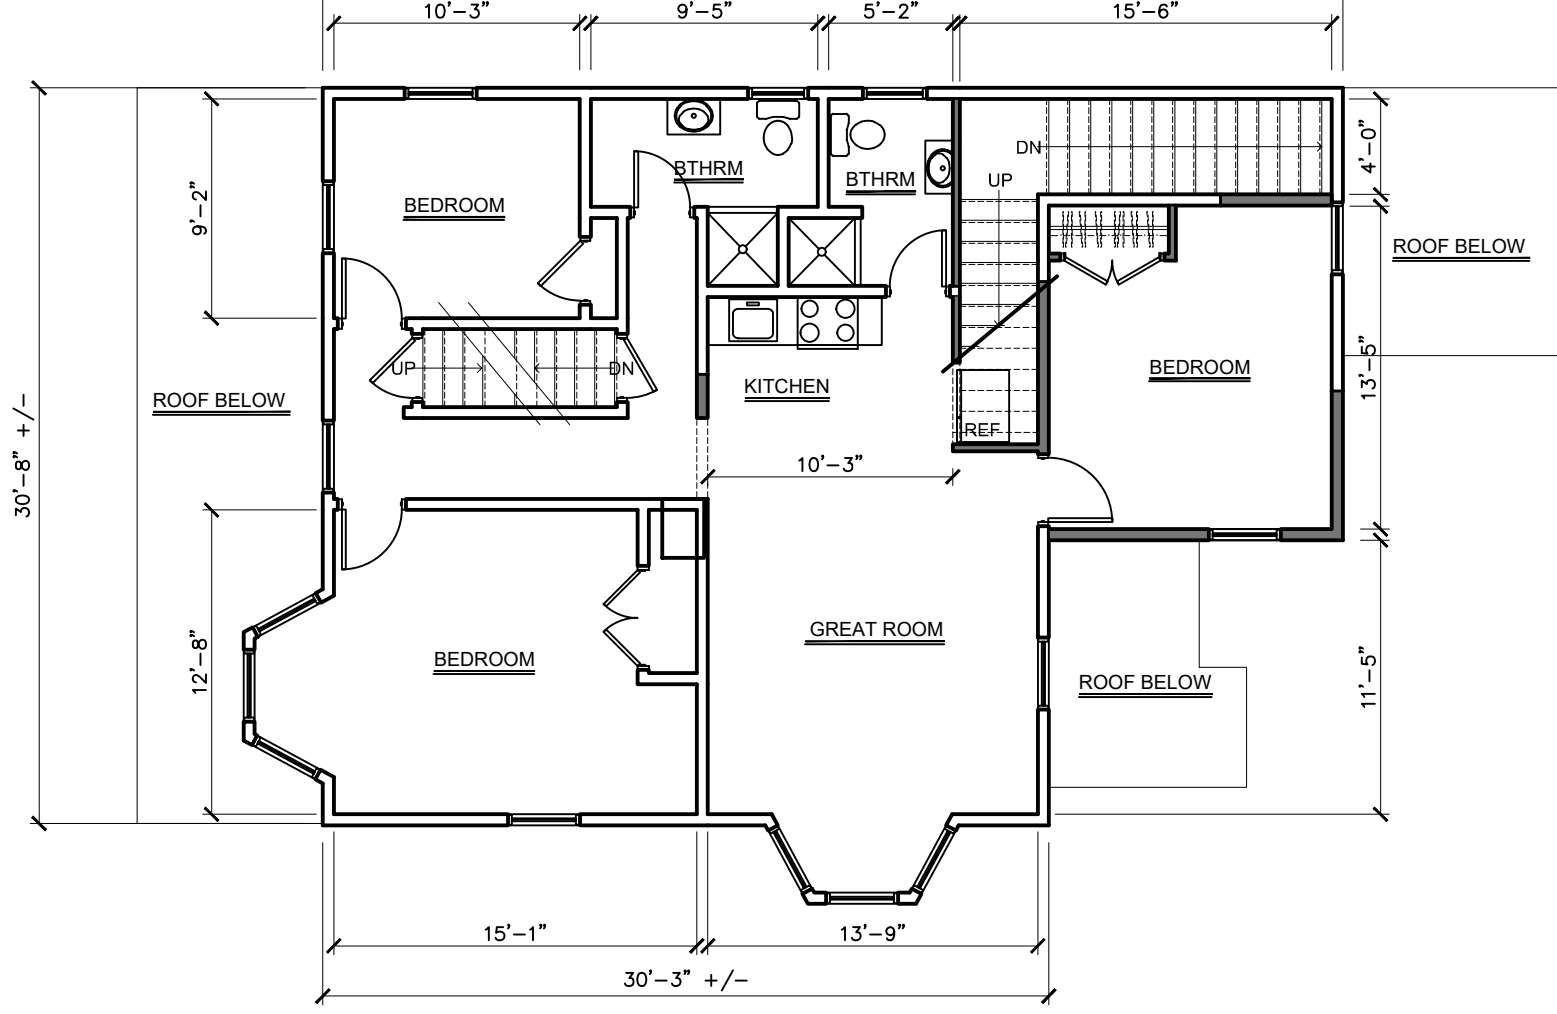 10'-3"
9'-5"
5'-2"
15'-6"
4'-0"
DN
BTHRM
BTHRM
UP
9'-2"
BEDROOM
ROOF BELOW
UP
DN
BEDROOM
13'-5"
KITCHEN
ROOF BELOW
REF
30'-8" +/-
10'-3"
GREAT ROOM
12'-8"
BEDROOM
ROOF BELOW
11'-5"
15'-1"
13'-9"
30'-3" +/-